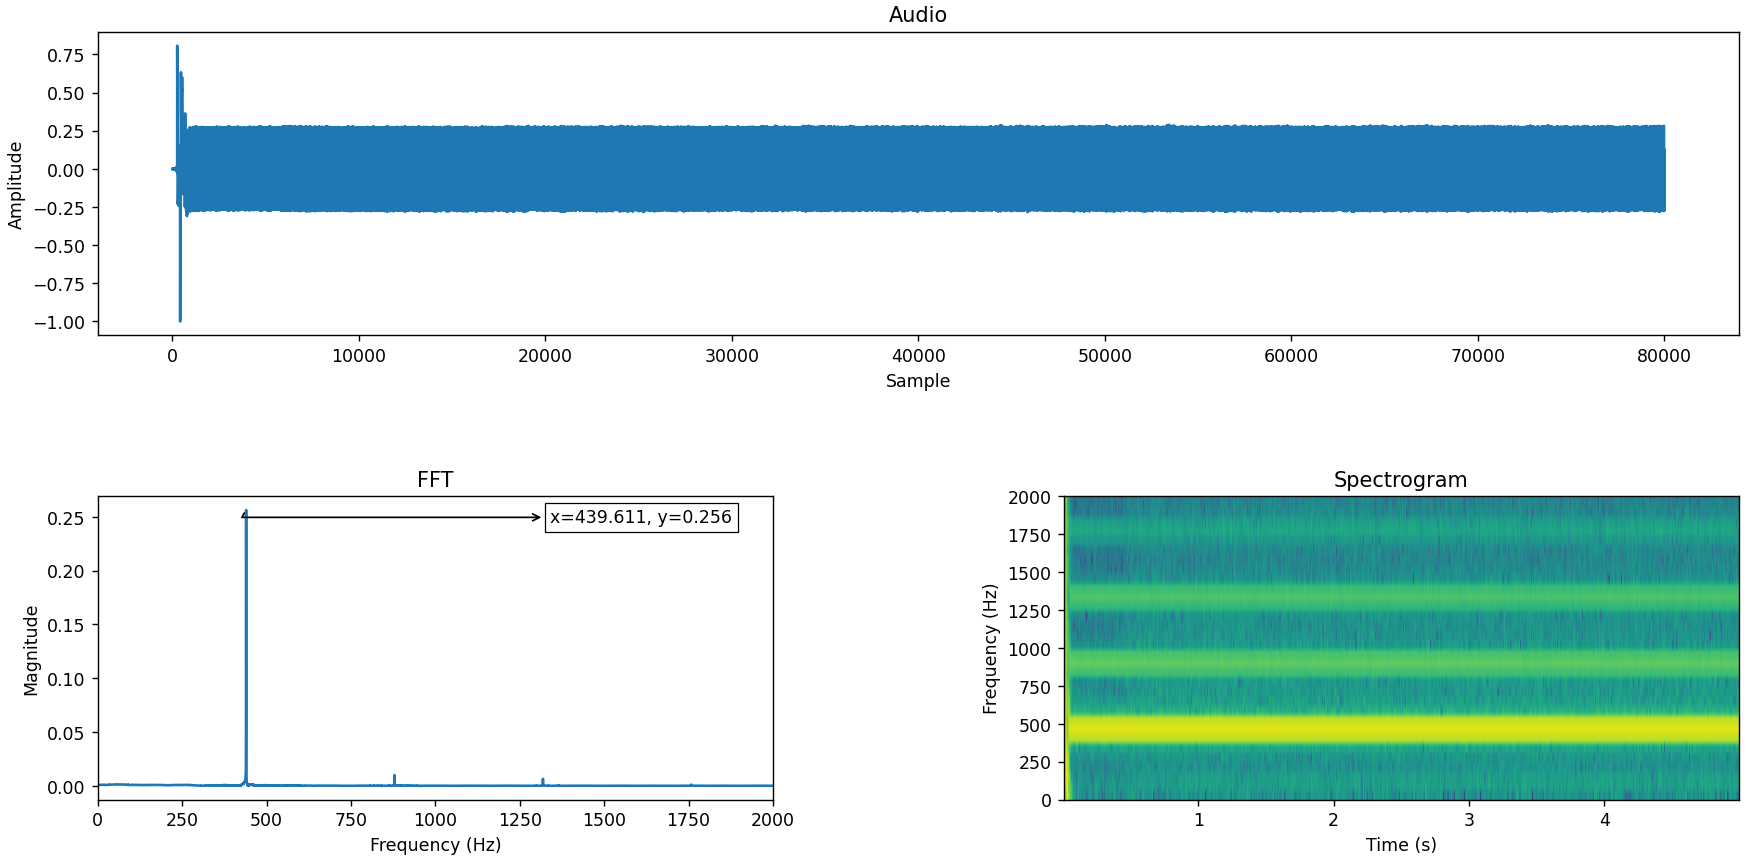 Audio
0.75
0.50
0.25
0.00
−0.25
−0.50
−0.75
−1.00
Amplitude
0 10000 20000 30000 40000 50000 60000 70000 80000
Sample
FFT
0.25
0.20
0.15
0.10
0.05
0.00
Magnitude
x=439.611, y=0.256
0 250 500 750 1000 1250 1500 1750 2000
Frequency (Hz)
Spectrogram
2000
1750
1500
1250
1000
750
500
250
0
Frequency (Hz)
1 2 3 4
Time (s)